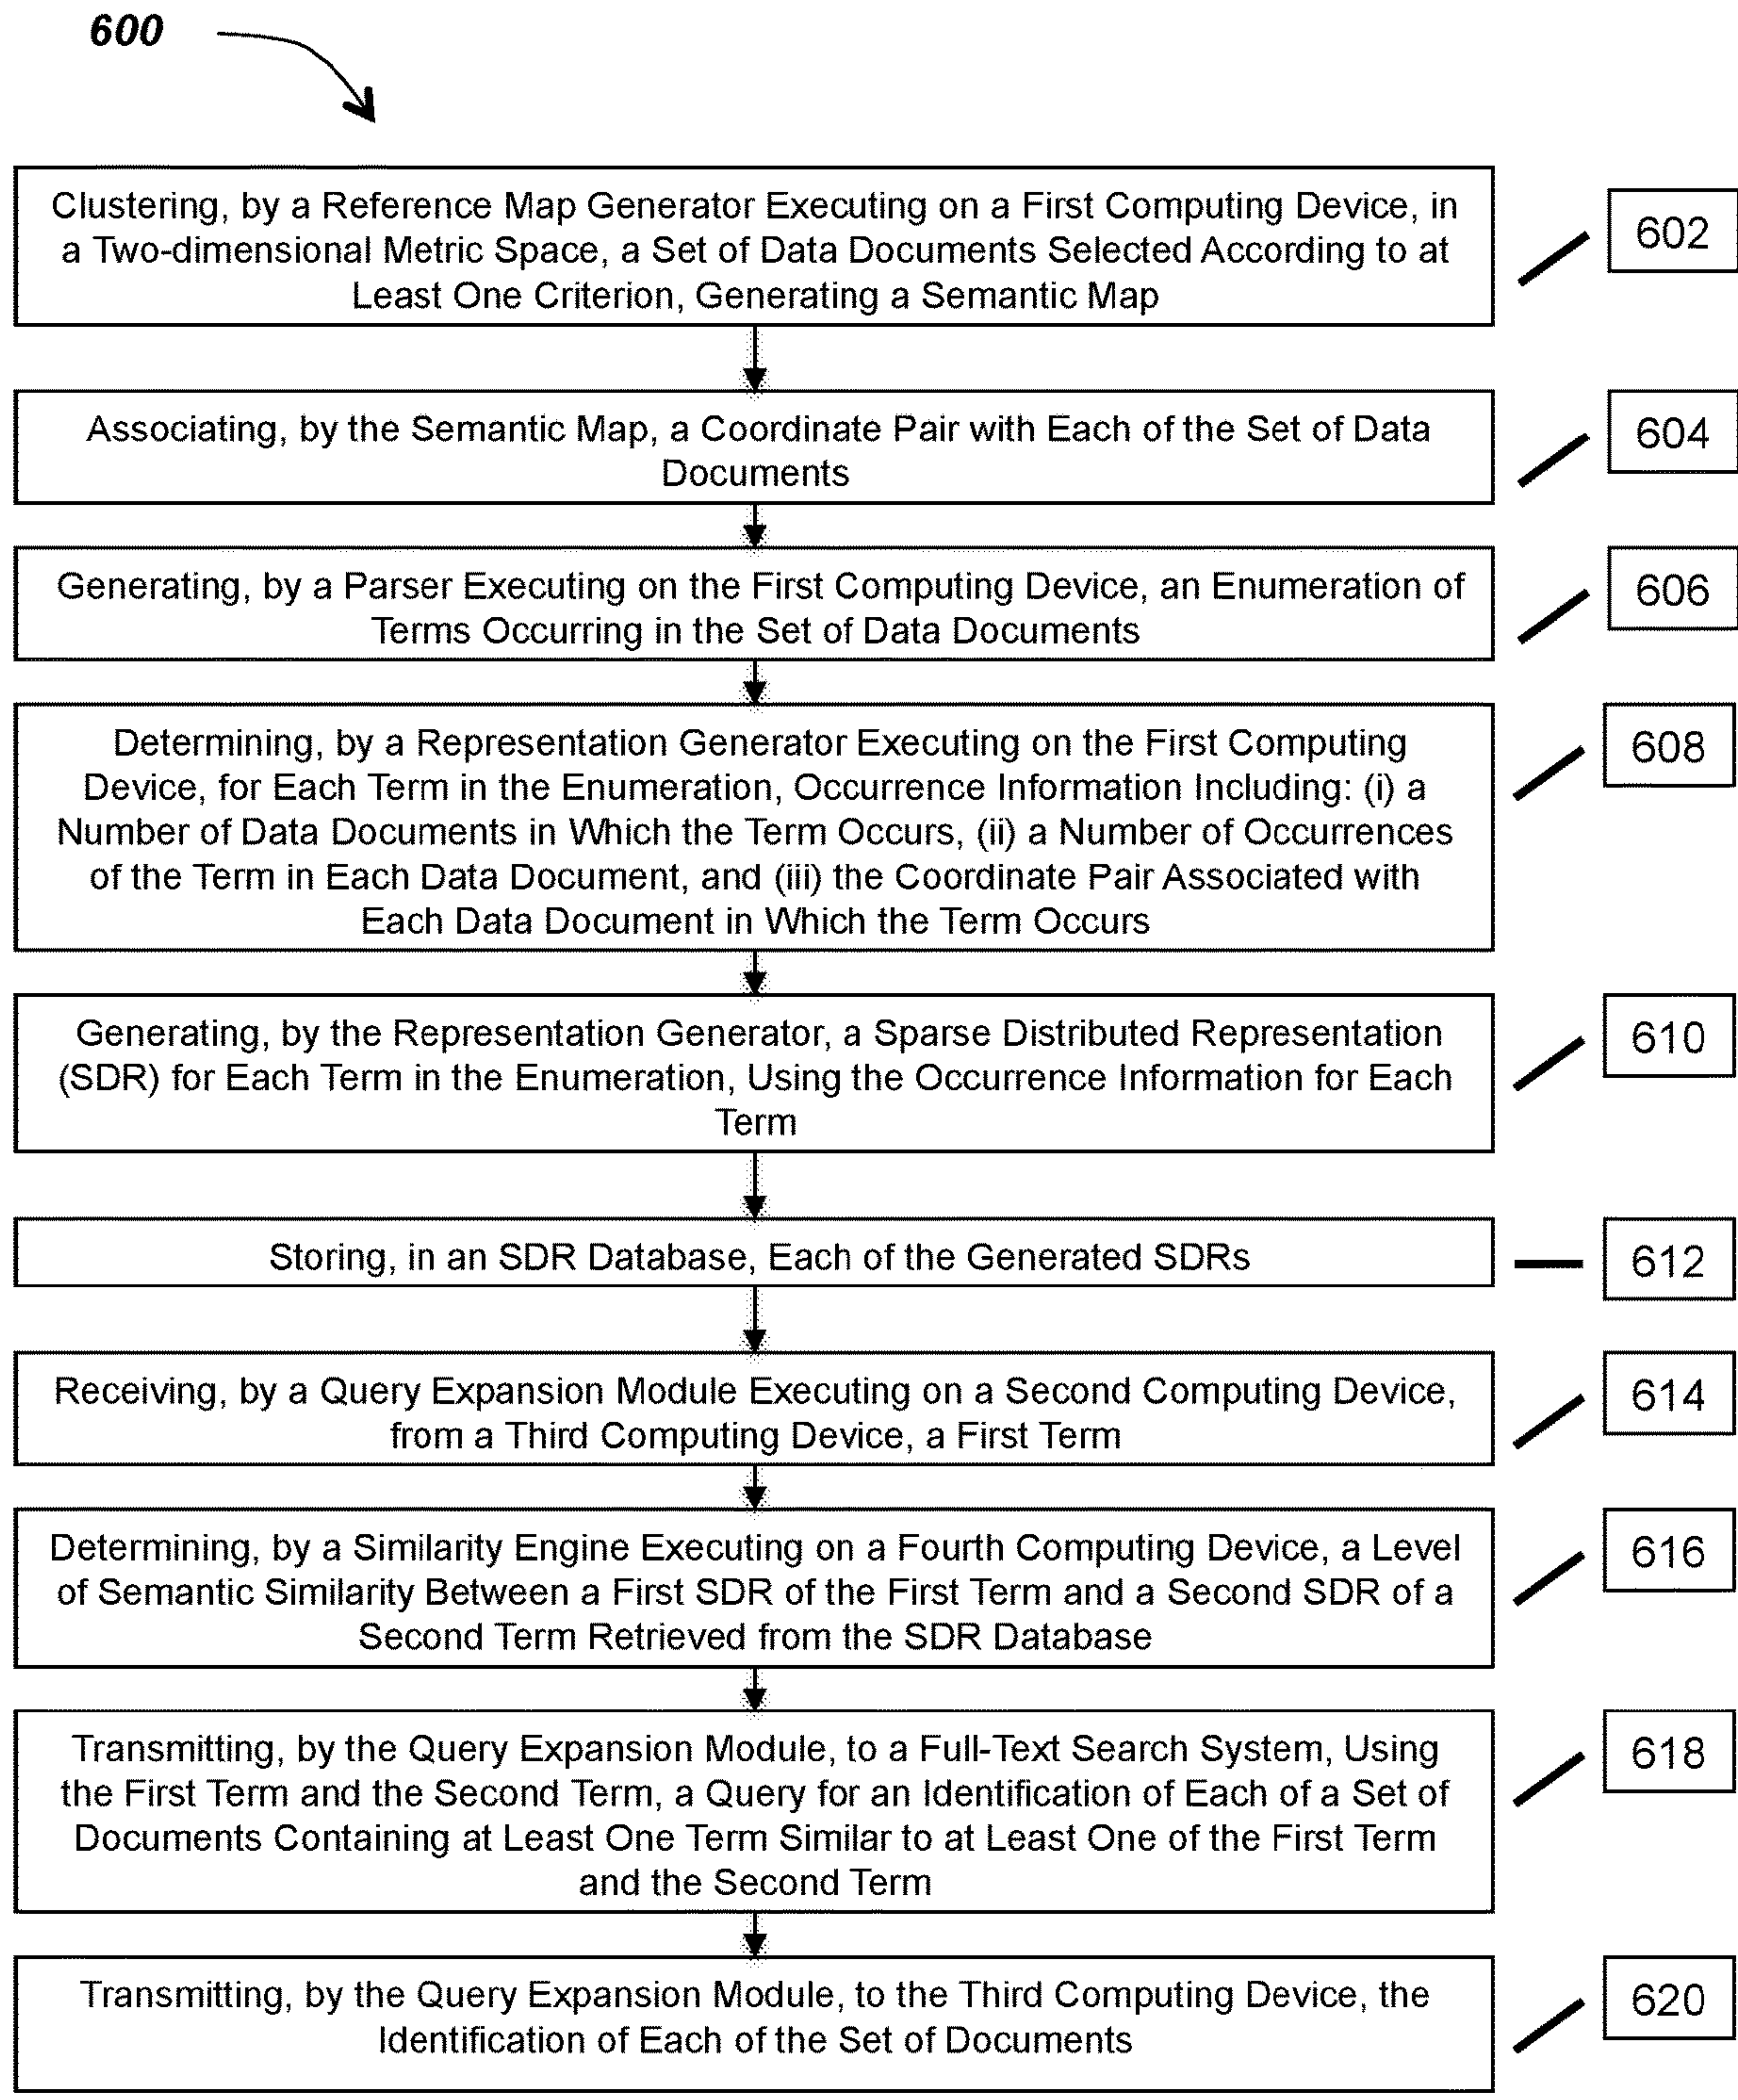 600
Clustering, by a Reference Map Generator Executing on a First Computing Device, in
a Two-dimensional Metric Space, a Set of Data Documents Selected According to at
Least One Criterion, Generating a Semantic Map
602
Associating, by the Semantic Map, a Coordinate Pair with Each of the Set of Data
Documents
604
Generating, by a Parser Executing on the First Computing Device, an Enumeration of
Terms Occurring in the Set of Data Documents
606
Determining, by a Representation Generator Executing on the First Computing
Device, for Each Term in the Enumeration, Occurrence Information Including: (i) a
Number of Data Documents in Which the Term Occurs, (ii) a Number of Occurrences
of the Term in Each Data Document, and (iii) the Coordinate Pair Associated with
Each Data Document in Which the Term Occurs
608
Generating, by the Representation Generator, a Sparse Distributed Representation
(SDR) for Each Term in the Enumeration, Using the Occurrence Information for Each
Term
610
Storing, in an SDR Database, Each of the Generated SDRs
612
Receiving, by a Query Expansion Module Executing on a Second Computing Device,
from a Third Computing Device, a First Term
614
Determining, by a Similarity Engine Executing on a Fourth Computing Device, a Level
of Semantic Similarity Between a First SDR of the First Term and a Second SDR of a
Second Term Retrieved from the SDR Database
616
Transmitting, by the Query Expansion Module, to a Full-Text Search System, Using
the First Term and the Second Term, a Query for an Identification of Each of a Set of
Documents Containing at Least One Term Similar to at Least One of the First Term
and the Second Term
618
Transmitting, by the Query Expansion Module, to the Third Computing Device, the
Identification of Each of the Set of Documents
620